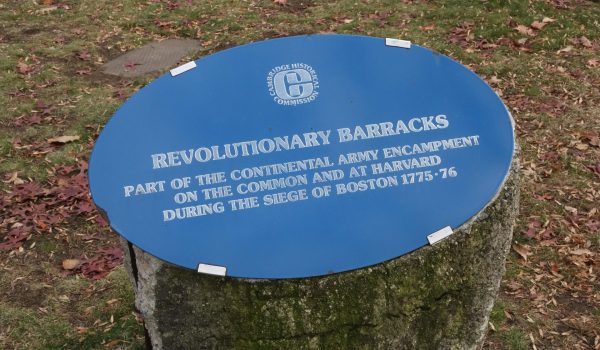 CAMBRIDGE HISTORICAL
COMMISSION
C
REVOLUTIONARY BARRACKS
PART OF THE CONTINENTAL ARMY ENCAMPMENT
ON THE COMMON AND AT HARVARD
DURING THE SIEGE OF BOSTON 1775·76